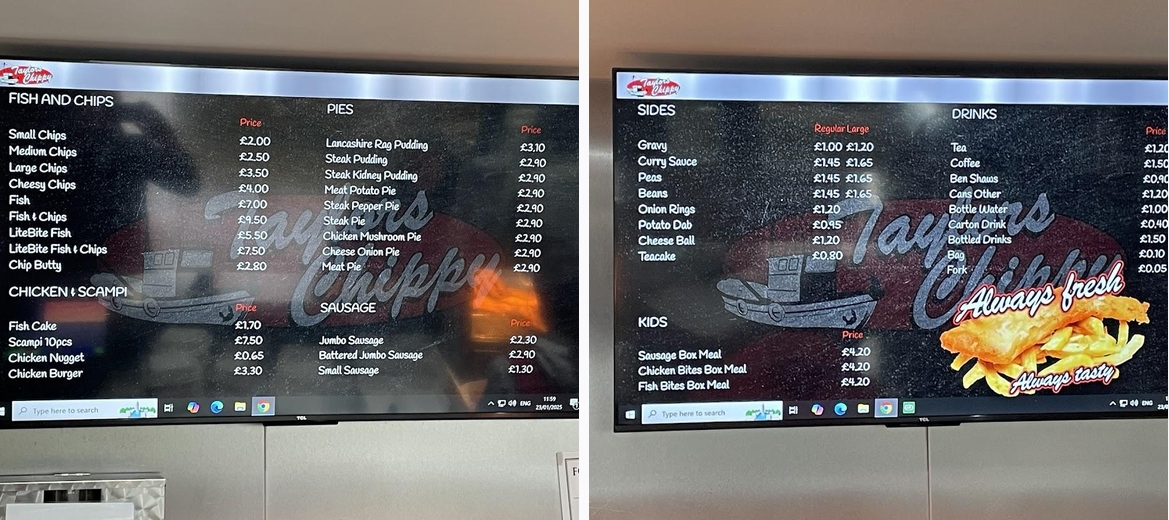 Taylors Chippy
FISH AND CHIPS
Price
Small Chips £2.00
Medium Chips £2.50
Large Chips £3.50
Cheesy Chips £4.00
Fish £7.00
Fish & Chips £9.50
LiteBite Fish £5.50
LiteBite Fish & Chips £7.50
Chip Butty £2.80
CHICKEN & SCAMPI
Price
Fish Cake £1.70
Scampi 10pcs £7.50
Chicken Nugget £0.65
Chicken Burger £3.30
PIES
Price
Lancashire Rag Pudding £3.10
Steak Pudding £2.90
Steak Kidney Pudding £2.90
Meat Potato Pie £2.90
Steak Pepper Pie £2.90
Steak Pie £2.90
Chicken Mushroom Pie £2.90
Cheese Onion Pie £2.90
Meat Pie £2.90
SAUSAGE
Price
Jumbo Sausage £2.30
Battered Jumbo Sausage £2.90
Small Sausage £1.30
Taylors
Chippy
Type here to search
ENG
11:59
23/01/2025
TCL
Taylors Chippy
SIDES
Regular Large
Gravy £1.00 £1.20
Curry Sauce £1.45 £1.65
Peas £1.45 £1.65
Beans £1.45 £1.65
Onion Rings £1.20
Potato Dab £0.95
Cheese Ball £1.20
Teacake £0.80
KIDS
Price
Sausage Box Meal £4.20
Chicken Bites Box Meal £4.20
Fish Bites Box Meal £4.20
DRINKS
Price
Tea £1.20
Coffee £1.50
Ben Shaws £0.90
Cans Other £1.20
Bottle Water £1.00
Carton Drink £0.40
Bottled Drinks £1.50
Bag £0.10
Fork £0.05
Taylors
Chippy
Always fresh
Always tasty
Type here to search
ENG
TCL